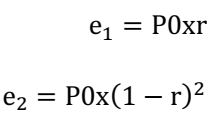 e₁ = P0xr
e₂ = P0x(1 − r)²